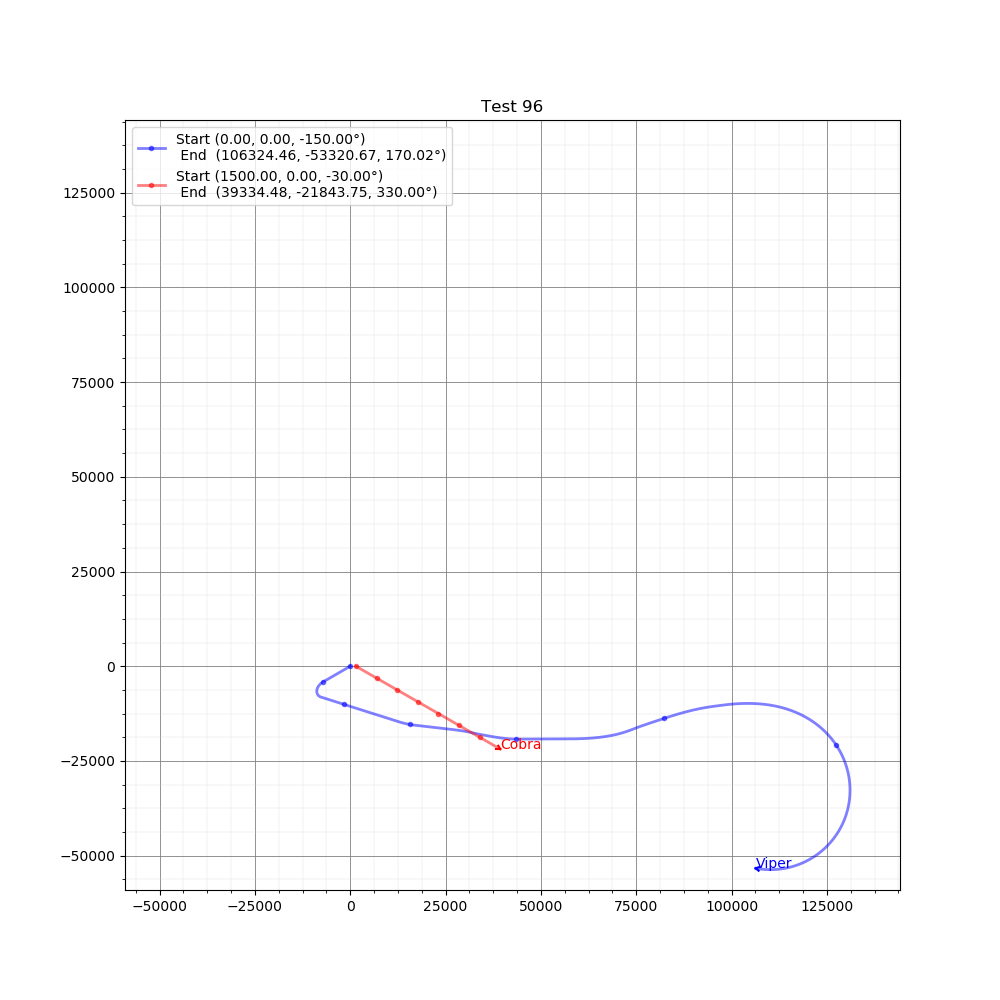 Test 96
Start (0.00, 0.00, -150.00°)
End (106324.46, -53320.67, 170.02°)
Start (1500.00, 0.00, -30.00°)
End (39334.48, -21843.75, 330.00°)
125000
100000
75000
50000
25000
0
−25000
−50000
Cobra
Viper
−50000 −25000 0 25000 50000 75000 100000 125000